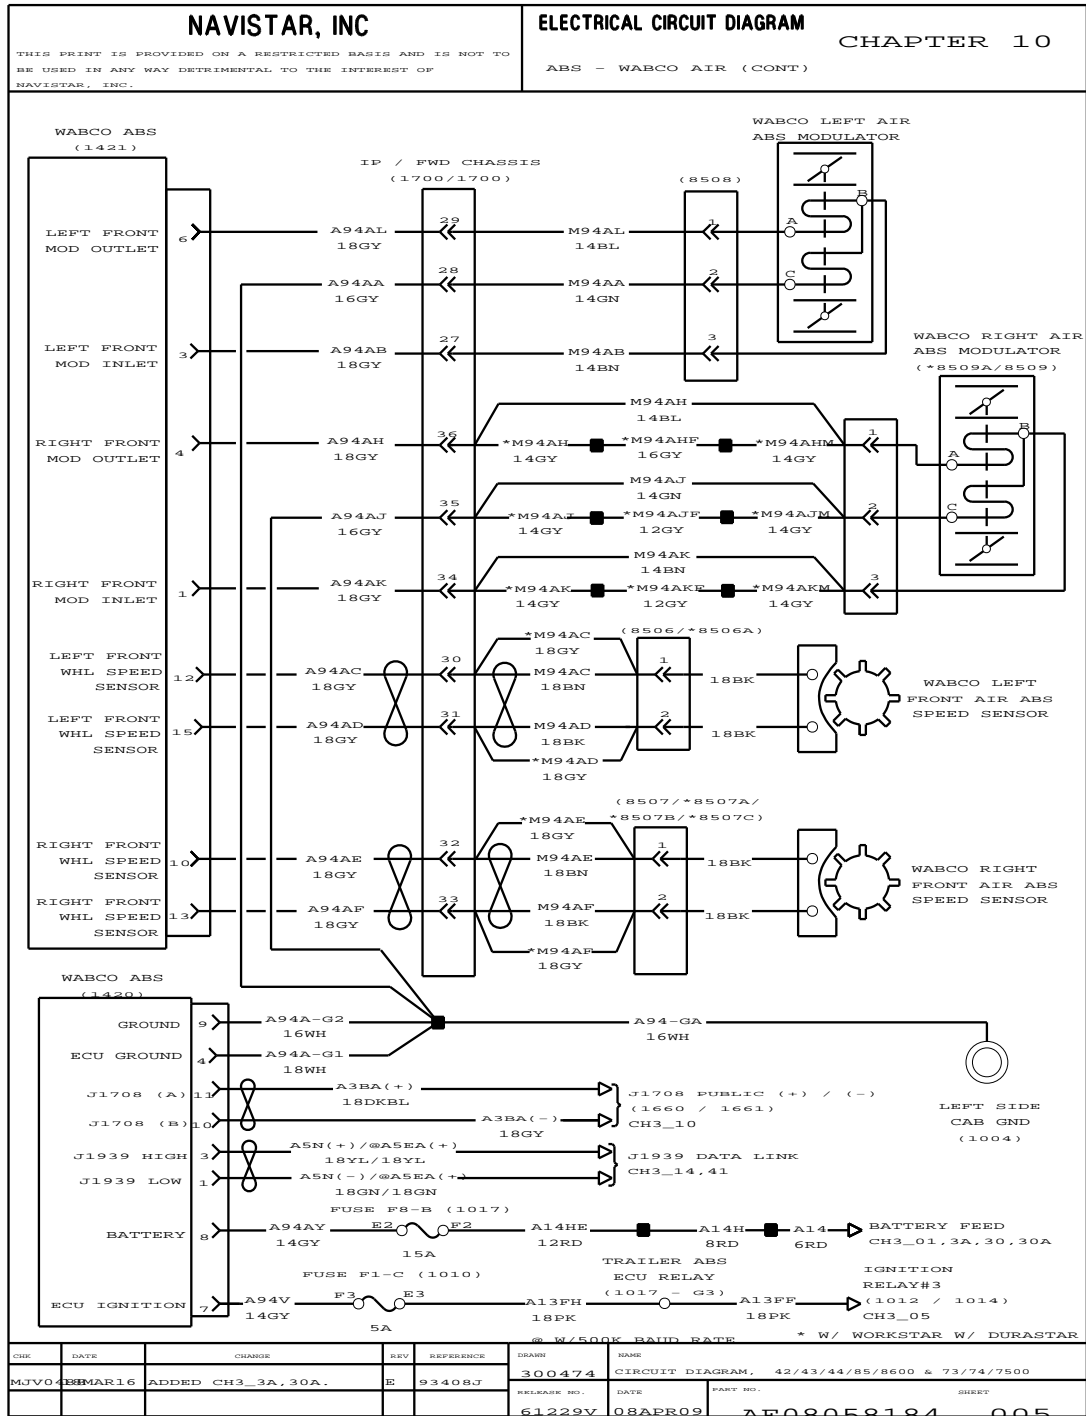 NAVISTAR, INC
THIS PRINT IS PROVIDED ON A RESTRICTED BASIS AND IS NOT TO
BE USED IN ANY WAY DETRIMENTAL TO THE INTEREST OF
NAVISTAR, INC.
ELECTRICAL CIRCUIT DIAGRAM
CHAPTER 10
ABS - WABCO AIR (CONT)
WABCO ABS
(1421)
IP / FWD CHASSIS
(1700/1700)
(8508)
WABCO LEFT AIR
ABS MODULATOR
LEFT FRONT
MOD OUTLET
6
A94AL
18GY
29
M94AL
14BL
1
A
B
A94AA
16GY
28
M94AA
14GN
2
C
LEFT FRONT
MOD INLET
3
A94AB
18GY
27
M94AB
14BN
3
WABCO RIGHT AIR
ABS MODULATOR
(*8509A/8509)
RIGHT FRONT
MOD OUTLET
4
A94AH
18GY
36
M94AH
14BL
*M94AH
14GY
*M94AHF
16GY
*M94AHM
14GY
1
A
B
A94AJ
16GY
35
M94AJ
14GN
*M94AJ
14GY
*M94AJF
12GY
*M94AJM
14GY
2
C
RIGHT FRONT
MOD INLET
1
A94AK
18GY
34
M94AK
14BN
*M94AK
14GY
*M94AKF
12GY
*M94AKM
14GY
3
LEFT FRONT
WHL SPEED
SENSOR
12
A94AC
18GY
30
*M94AC
18GY
M94AC
18BN
(8506/*8506A)
1
18BK
WABCO LEFT
FRONT AIR ABS
SPEED SENSOR
LEFT FRONT
WHL SPEED
SENSOR
15
A94AD
18GY
31
M94AD
18BK
*M94AD
18GY
2
18BK
(8507/*8507A/
*8507B/*8507C)
RIGHT FRONT
WHL SPEED
SENSOR
10
A94AE
18GY
32
*M94AE
18GY
M94AE
18BN
1
18BK
WABCO RIGHT
FRONT AIR ABS
SPEED SENSOR
RIGHT FRONT
WHL SPEED
SENSOR
13
A94AF
18GY
33
M94AF
18BK
*M94AF
18GY
2
18BK
WABCO ABS
(1420)
GROUND
9
A94A-G2
16WH
A94-GA
16WH
ECU GROUND
4
A94A-G1
18WH
LEFT SIDE
CAB GND
(1004)
J1708 (A)
11
A3BA(+)
18DKBL
J1708 PUBLIC (+) / (-)
(1660 / 1661)
CH3_10
J1708 (B)
10
A3BA(-)
18GY
J1939 HIGH
3
A5N(+)/@A5EA(+)
18YL/18YL
J1939 DATA LINK
CH3_14,41
J1939 LOW
1
A5N(-)/@A5EA(+)
18GN/18GN
FUSE F8-B (1017)
BATTERY
8
A94AY
14GY
E2
F2
15A
A14HE
12RD
A14H
8RD
A14
6RD
BATTERY FEED
CH3_01,3A,30,30A
FUSE F1-C (1010)
ECU IGNITION
7
A94V
14GY
F3
E3
5A
A13FH
18PK
TRAILER ABS
ECU RELAY
(1017 - G3)
A13FF
18PK
IGNITION
RELAY#3
(1012 / 1014)
CH3_05
@ W/500K BAUD RATE
* W/ WORKSTAR W/ DURASTAR
CHK
DATE
CHANGE
REV
REFERENCE
DRAWN
300474
NAME
CIRCUIT DIAGRAM, 42/43/44/85/8600 & 73/74/7500
ADDED CH3_3A,30A.
E
93408J
RELEASE NO.
61229V
DATE
08APR09
PART NO.
AF08058184
SHEET
005